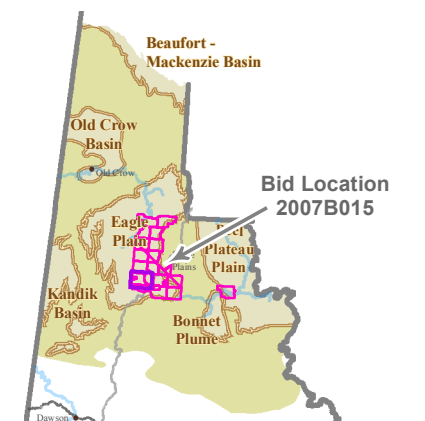 Beaufort -
Mackenzie Basin
Old Crow
Basin
Old Crow
Bid Location
2007B015
Eagle
Plain
Peel
Plateau
Plain
Plains
Kandik
Basin
Bonnet
Plume
Dawson